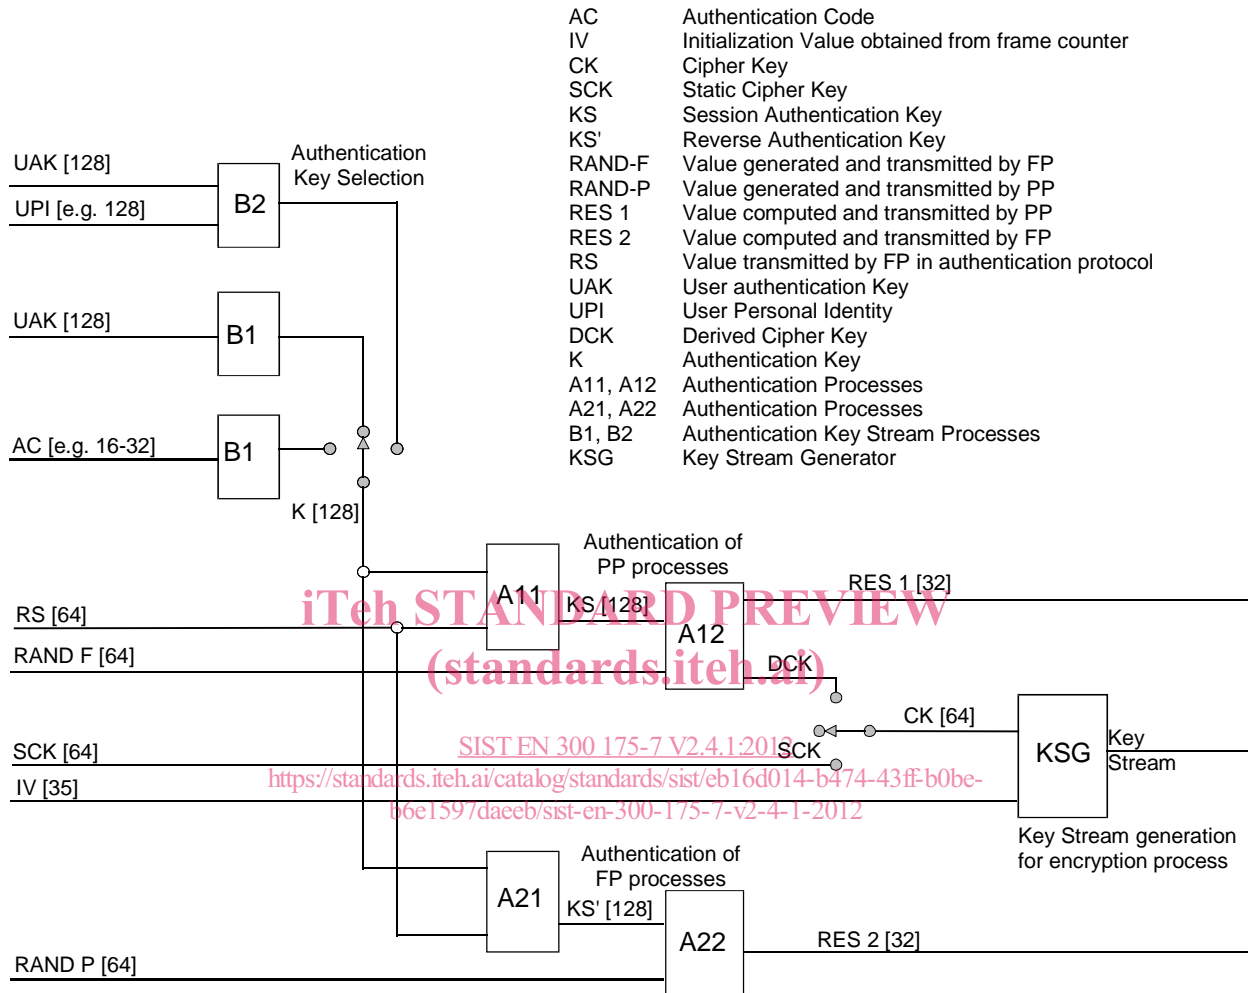 AC Authentication Code
IV Initialization Value obtained from frame counter
CK Cipher Key
SCK Static Cipher Key
KS Session Authentication Key
KS' Reverse Authentication Key
RAND-F Value generated and transmitted by FP
RAND-P Value generated and transmitted by PP
RES 1 Value computed and transmitted by PP
RES 2 Value computed and transmitted by FP
RS Value transmitted by FP in authentication protocol
UAK User authentication Key
UPI User Personal Identity
DCK Derived Cipher Key
K Authentication Key
A11, A12 Authentication Processes
A21, A22 Authentication Processes
B1, B2 Authentication Key Stream Processes
KSG Key Stream Generator
UAK [128]
UPI [e.g. 128]
B2
Authentication
Key Selection
UAK [128]
B1
AC [e.g. 16-32]
B1
K [128]
Authentication of
PP processes
A11
KS [128]
A12
RES 1 [32]
RS [64]
RAND F [64]
DCK
iTeh STANDARD PREVIEW
(standards.iteh.ai)
CK [64]
SCK [64]
SCK
KSG
Key
Stream
IV [35]
SIST EN 300 175-7 V2.4.1:2012
https://standards.iteh.ai/catalog/standards/sist/eb16d014-b474-43ff-b0be-
b6e1597daeeb/sist-en-300-175-7-v2-4-1-2012
Key Stream generation
for encryption process
Authentication of
FP processes
A21
KS' [128]
A22
RES 2 [32]
RAND P [64]